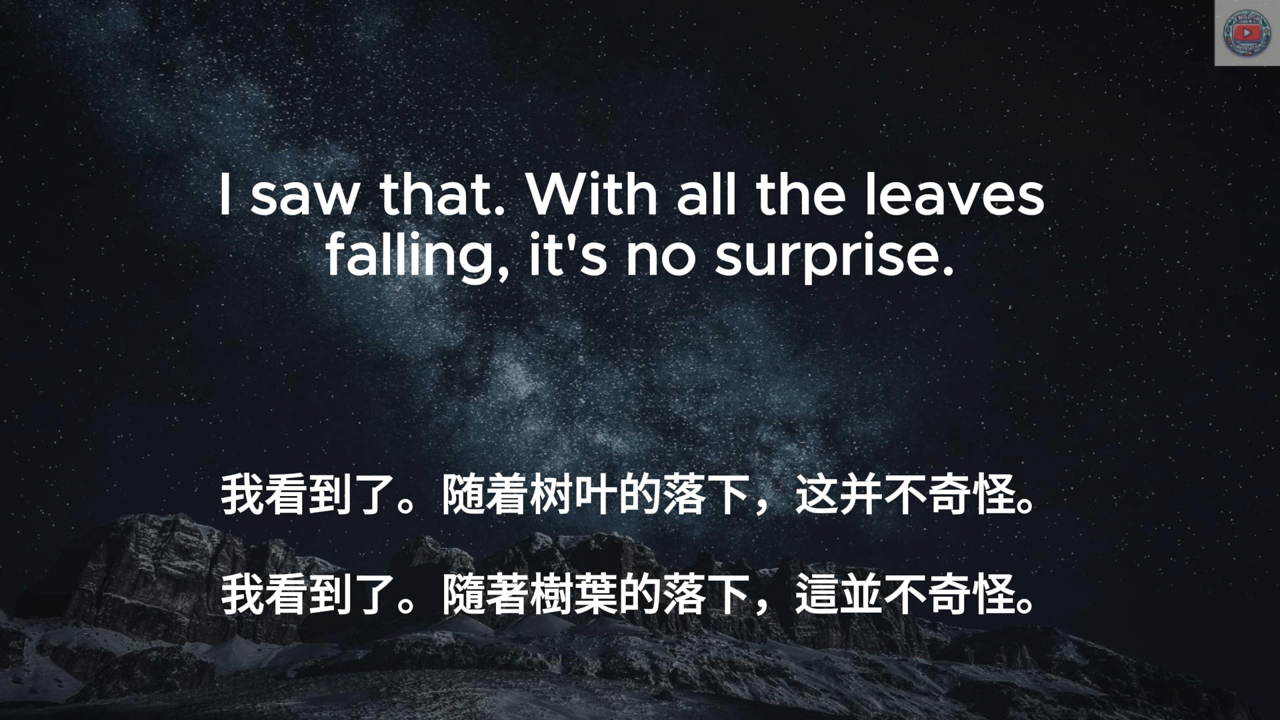 I saw that. With all the leaves
falling, it's no surprise.
我看到了。随着树叶的落下，这并不奇怪。
我看到了。隨著樹葉的落下，這並不奇怪。